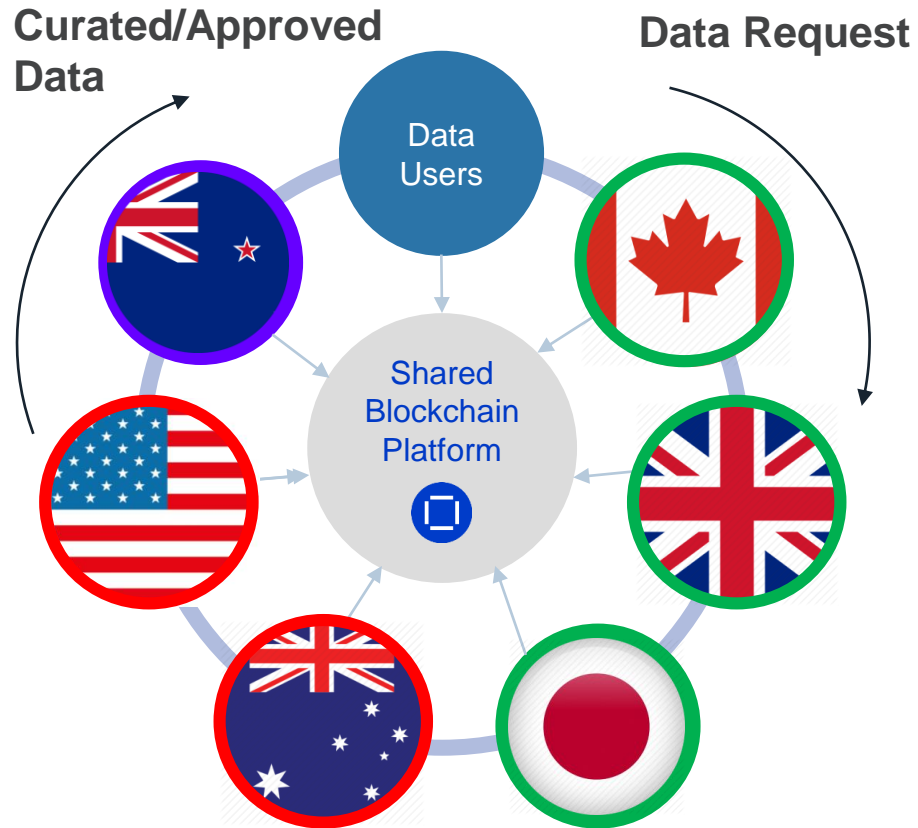 Curated/Approved
Data
Data Request
Data
Users
Shared
Blockchain
Platform